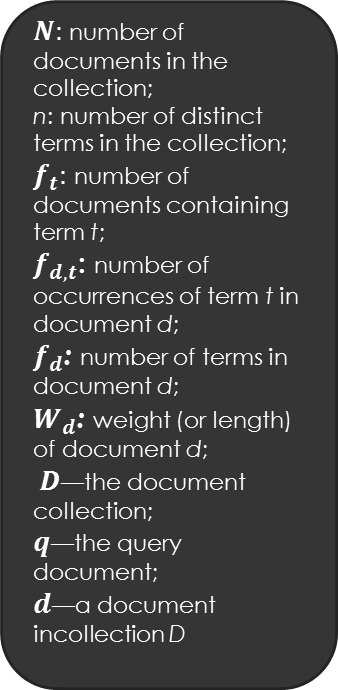 N: number of
documents in the
collection;
n: number of distinct
terms in the collection;
fₜ: number of
documents containing
term t;
f_d,t: number of
occurrences of term t in
document d;
f_d: number of terms in
document d;
W_d: weight (or length)
of document d;
D—the document
collection;
q—the query
document;
d—a document
incollection D